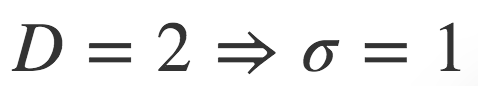 D = 2 ⇒ σ = 1